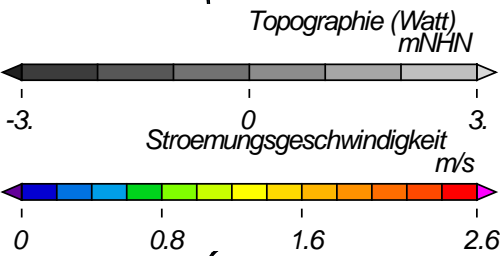 Topographie (Watt)
mNHN
-3. 0 3.
Stroemungsgeschwindigkeit
m/s
0 0.8 1.6 2.6